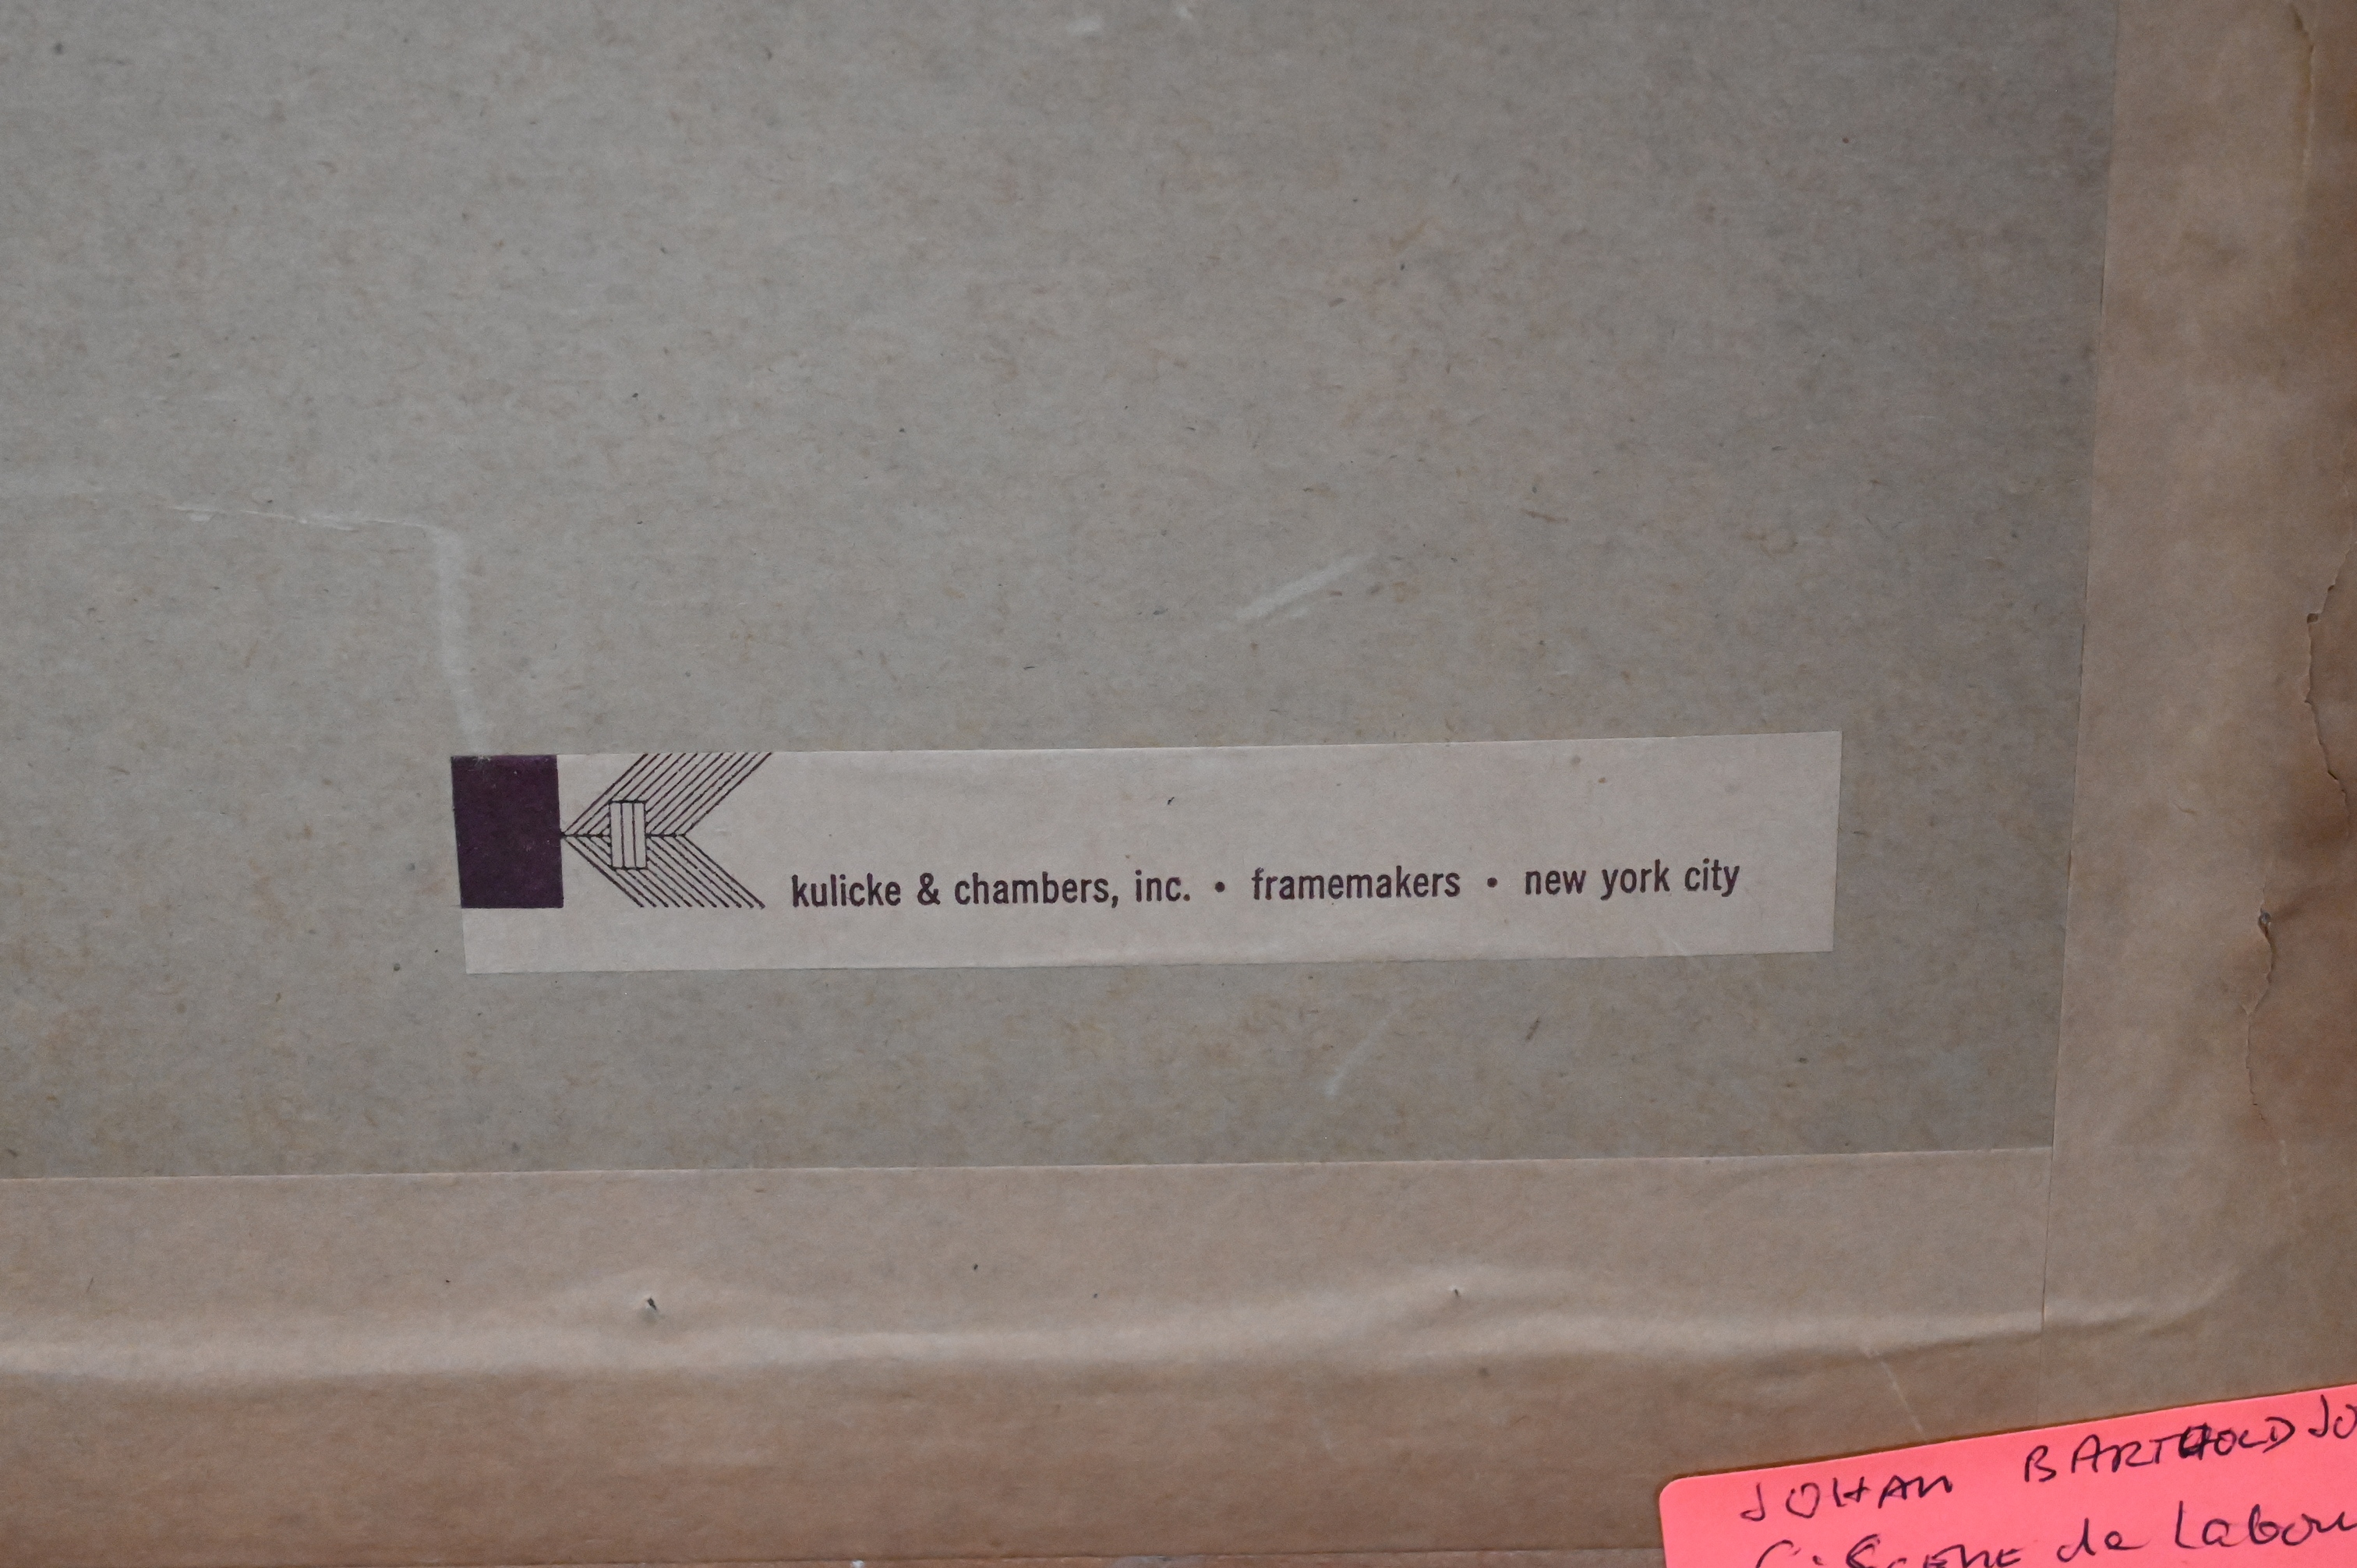 kulicke & chambers, inc. • framemakers • new york city
JOHAN BARTHOLD JO
de Labou